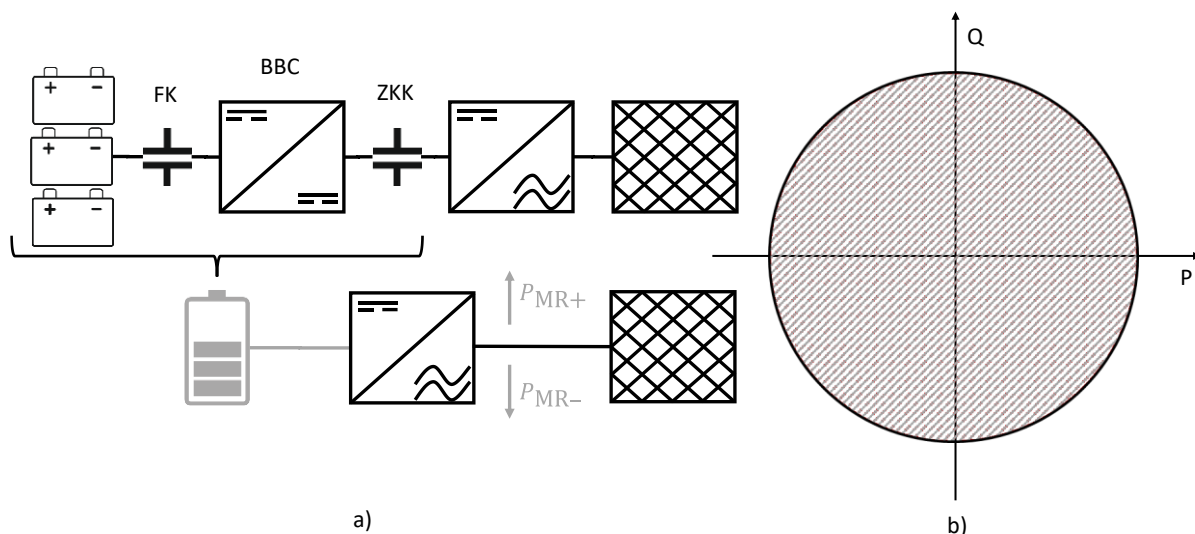 BBC
FK
ZKK
+ −
+ −
+ −
P_MR+
P_MR−
a)
Q
P
b)